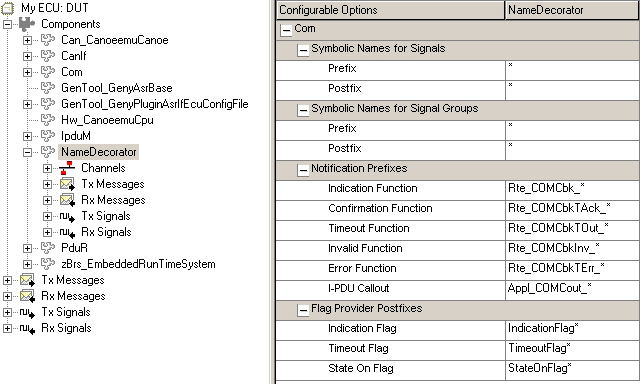 My ECU: DUT
Components
Can_CanoeemuCanoe
CanIf
Com
GenTool_GenyAsrBase
GenTool_GenyPluginAsrIfEcuConfigFile
Hw_CanoeemuCpu
IpduM
NameDecorator
Channels
Tx Messages
Rx Messages
Tx Signals
Rx Signals
PduR
zBrs_EmbeddedRunTimeSystem
Tx Messages
Rx Messages
Tx Signals
Rx Signals
Configurable Options NameDecorator
Com
Symbolic Names for Signals
Prefix *
Postfix *
Symbolic Names for Signal Groups
Prefix *
Postfix *
Notification Prefixes
Indication Function Rte_COMCbk_*
Confirmation Function Rte_COMCbkTAck_*
Timeout Function Rte_COMCbkTOut_*
Invalid Function Rte_COMCbkInv_*
Error Function Rte_COMCbkTErr_*
I-PDU Callout Appl_COMCout_*
Flag Provider Postfixes
Indication Flag IndicationFlag*
Timeout Flag TimeoutFlag*
State On Flag StateOnFlag*